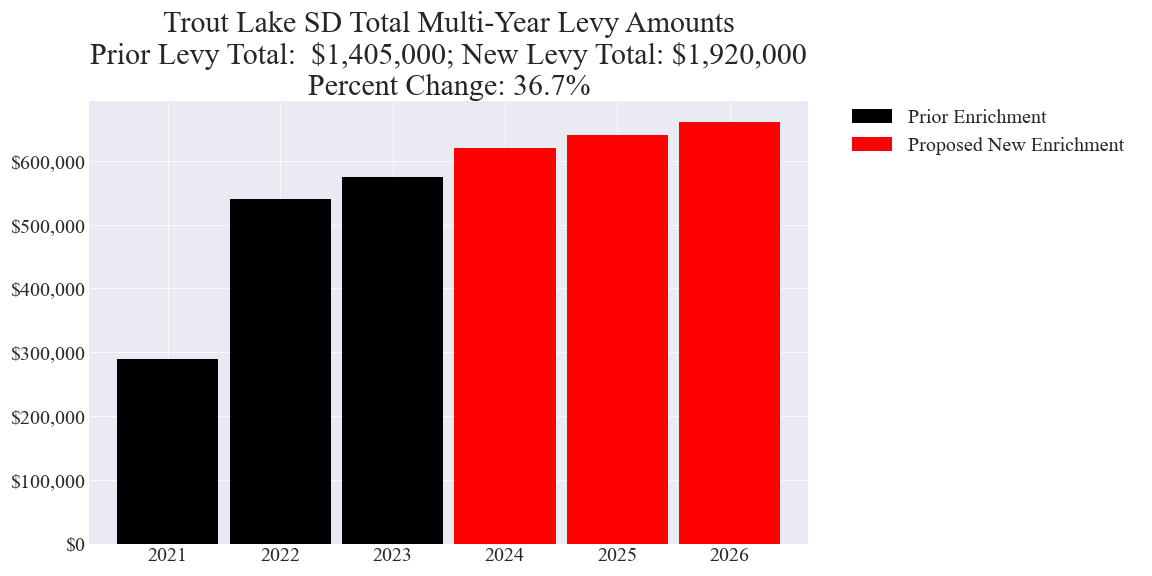 Trout Lake SD Total Multi-Year Levy Amounts
Prior Levy Total:  $1,405,000; New Levy Total: $1,920,000
Percent Change: 36.7%
Prior Enrichment
Proposed New Enrichment
$600,000
$500,000
$400,000
$300,000
$200,000
$100,000
$0
2021 2022 2023 2024 2025 2026